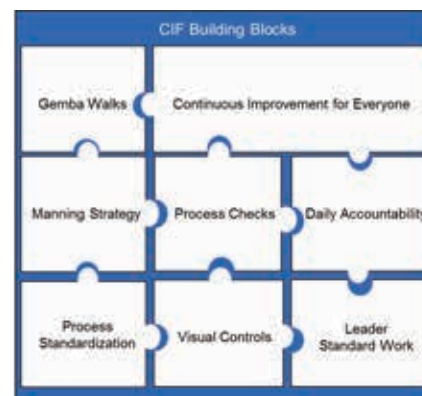 CIF Building Blocks
Gemba Walks
Continuous Improvement for Everyone
Manning Strategy
Process Checks
Daily Accountability
Process
Standardization
Visual Controls
Leader
Standard Work